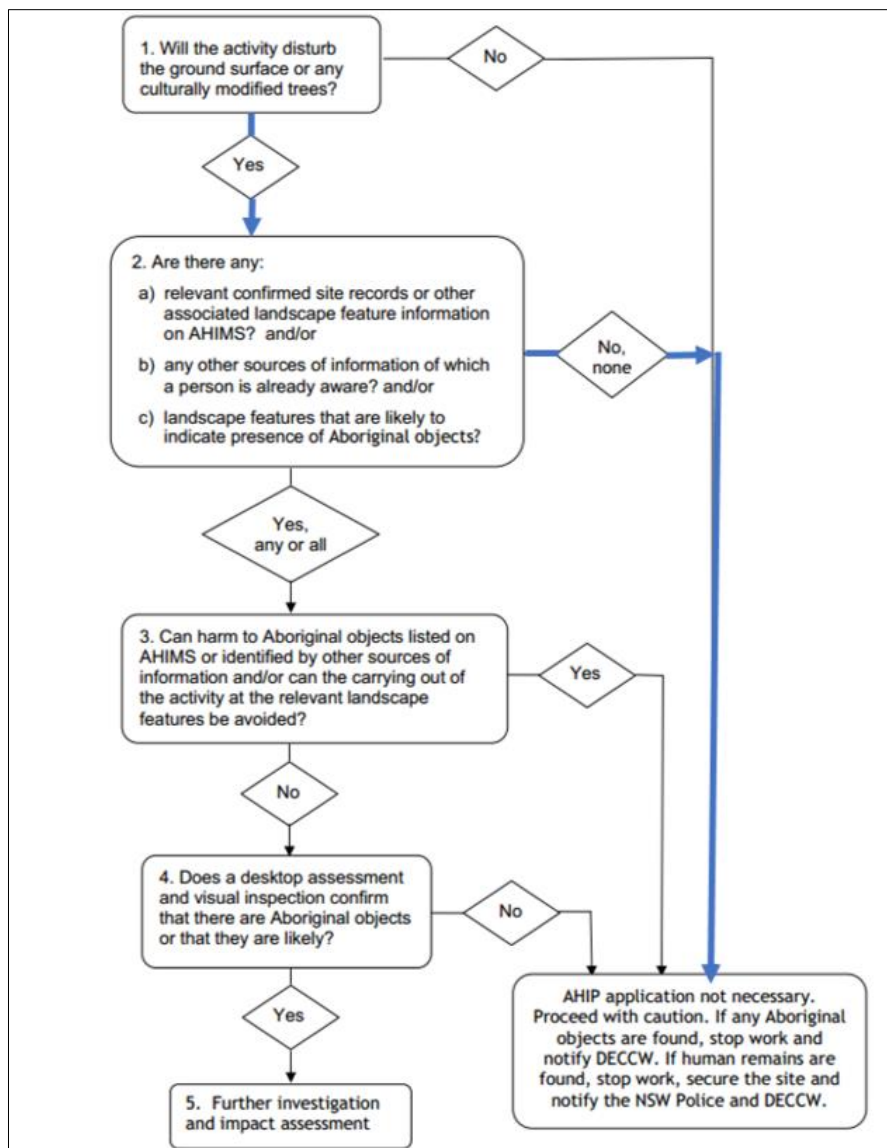 1. Will the activity disturb
the ground surface or any
culturally modified trees?
No
Yes
2. Are there any:
a) relevant confirmed site records or other
associated landscape feature information
on AHIMS? and/or
b) any other sources of information of which
a person is already aware? and/or
c) landscape features that are likely to
indicate presence of Aboriginal objects?
No,
none
Yes,
any or all
3. Can harm to Aboriginal objects listed on
AHIMS or identified by other sources of
information and/or can the carrying out of
the activity at the relevant landscape
features be avoided?
Yes
No
4. Does a desktop assessment
and visual inspection confirm
that there are Aboriginal objects
or that they are likely?
No
Yes
AHIP application not necessary.
Proceed with caution. If any Aboriginal
objects are found, stop work and
notify DECCW. If human remains are
found, stop work, secure the site and
notify the NSW Police and DECCW.
5. Further investigation
and impact assessment